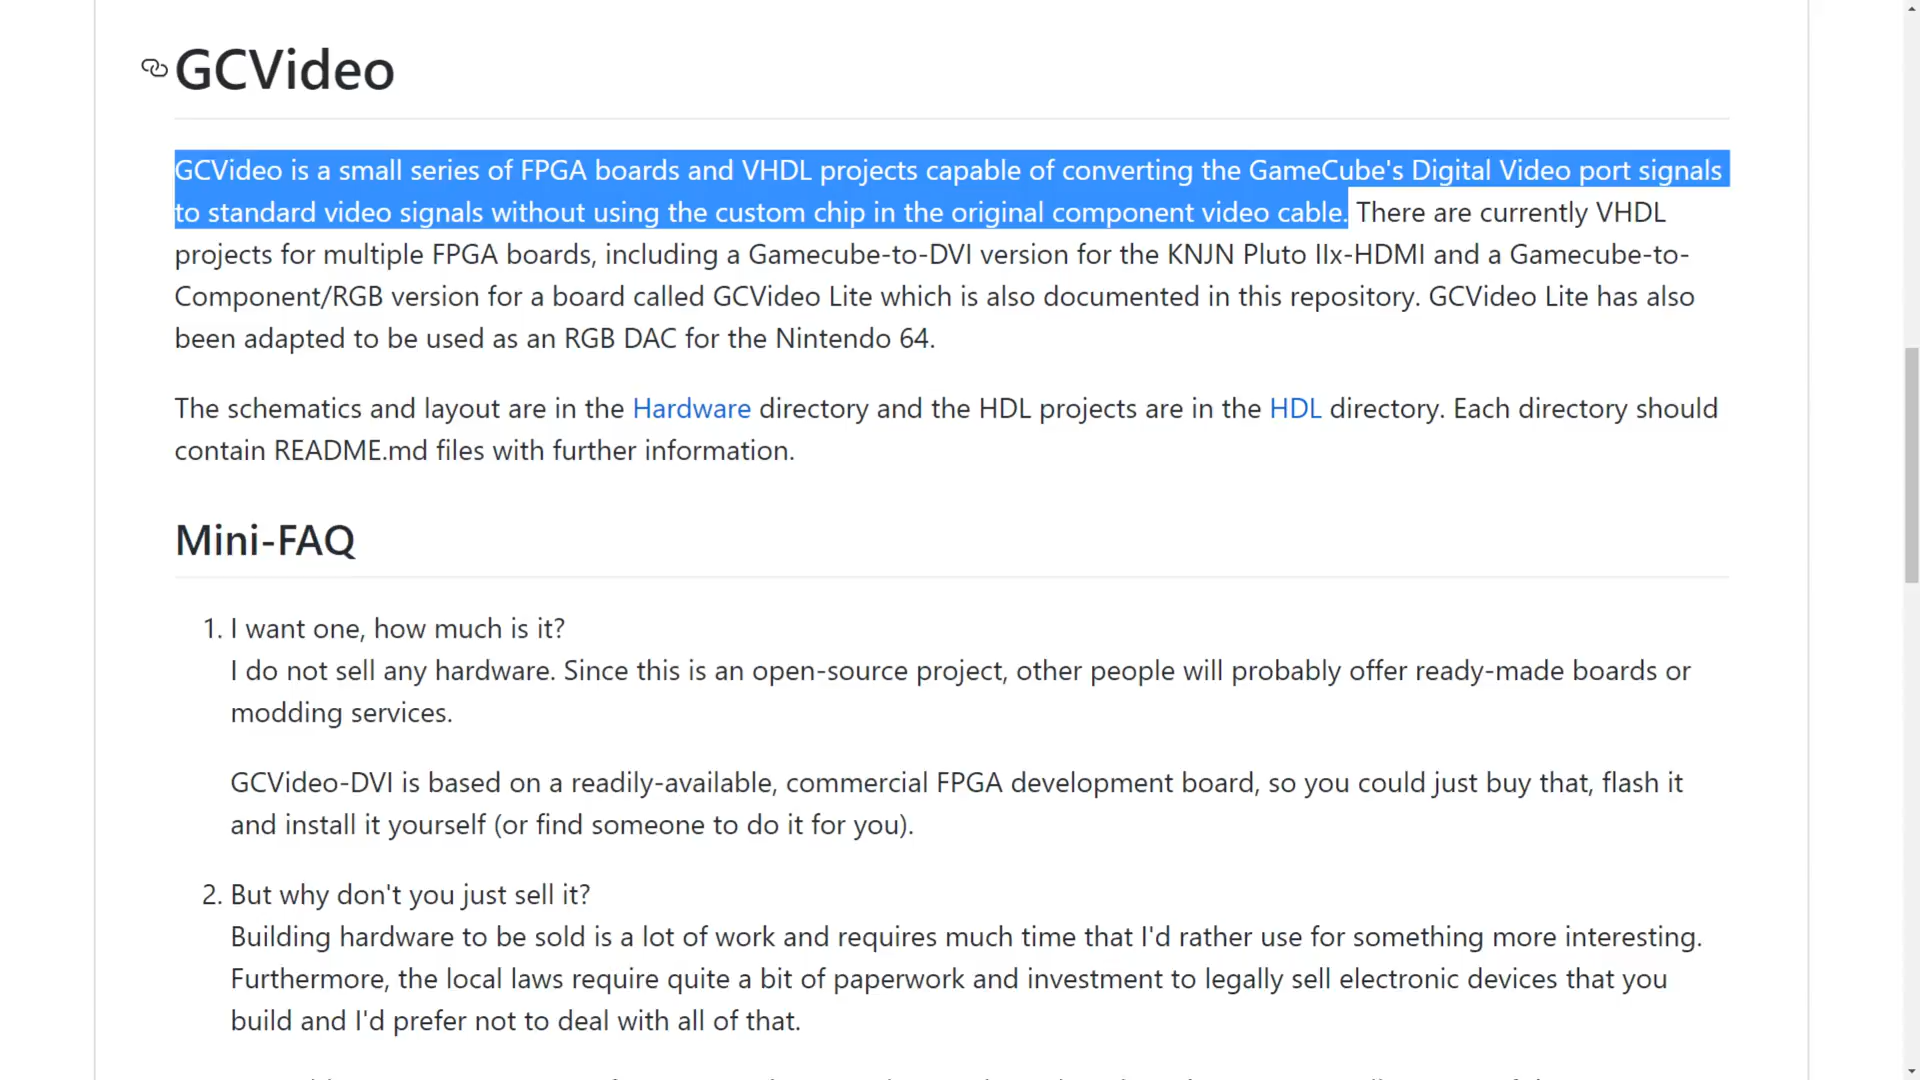 GCVideo
GCVideo is a small series of FPGA boards and VHDL projects capable of converting the GameCube's Digital Video port signals
to standard video signals without using the custom chip in the original component video cable. There are currently VHDL
projects for multiple FPGA boards, including a Gamecube-to-DVI version for the KNJN Pluto IIx-HDMI and a Gamecube-to-
Component/RGB version for a board called GCVideo Lite which is also documented in this repository. GCVideo Lite has also
been adapted to be used as an RGB DAC for the Nintendo 64.
The schematics and layout are in the Hardware directory and the HDL projects are in the HDL directory. Each directory should
contain README.md files with further information.
Mini-FAQ
1. I want one, how much is it?
I do not sell any hardware. Since this is an open-source project, other people will probably offer ready-made boards or
modding services.
GCVideo-DVI is based on a readily-available, commercial FPGA development board, so you could just buy that, flash it
and install it yourself (or find someone to do it for you).
2. But why don't you just sell it?
Building hardware to be sold is a lot of work and requires much time that I'd rather use for something more interesting.
Furthermore, the local laws require quite a bit of paperwork and investment to legally sell electronic devices that you
build and I'd prefer not to deal with all of that.